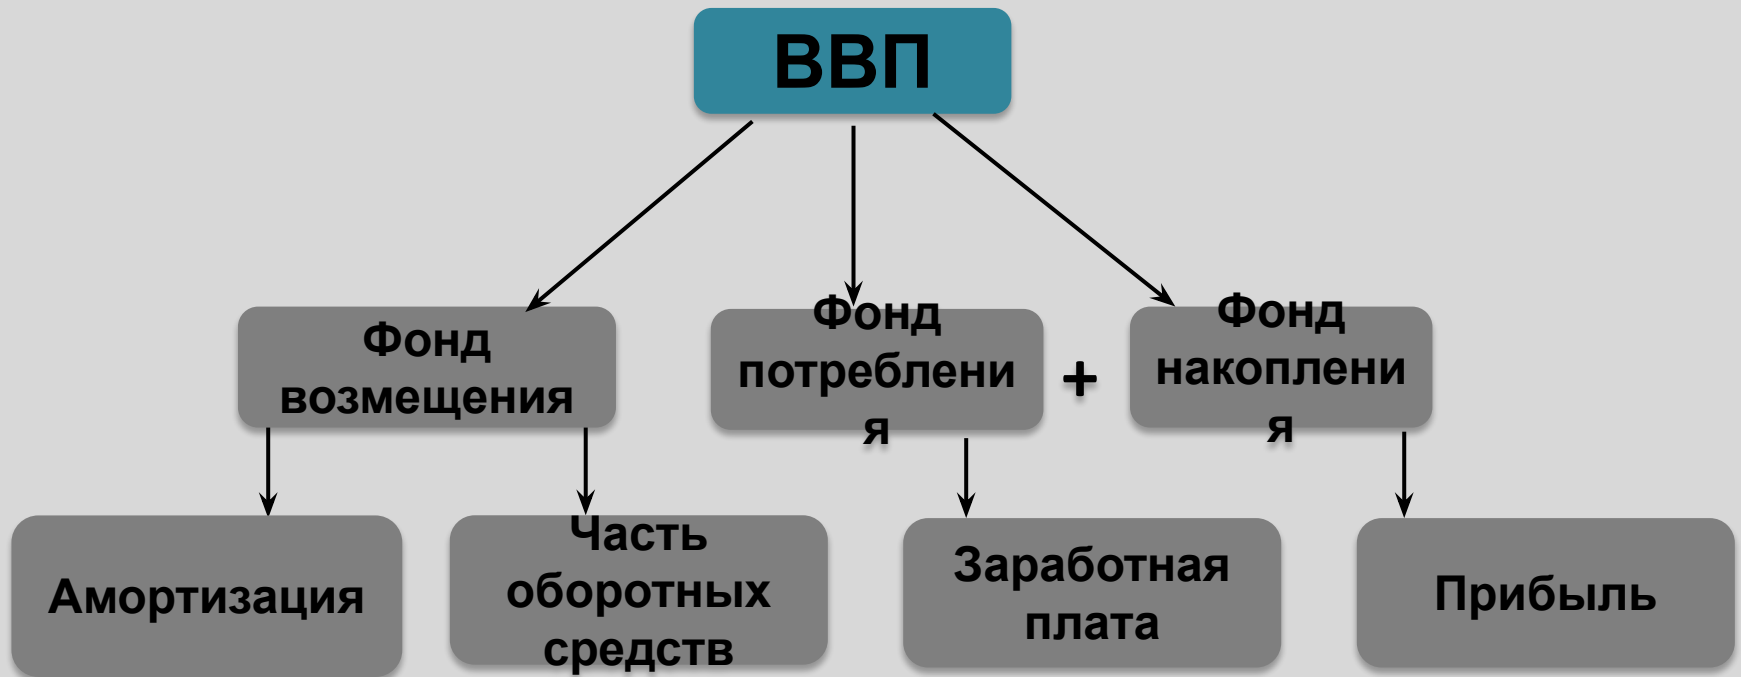 ВВП
Фонд
возмещения
Фонд
потреблени
я
+
Фонд
накоплени
я
Амортизация
Часть
оборотных
средств
Заработная
плата
Прибыль